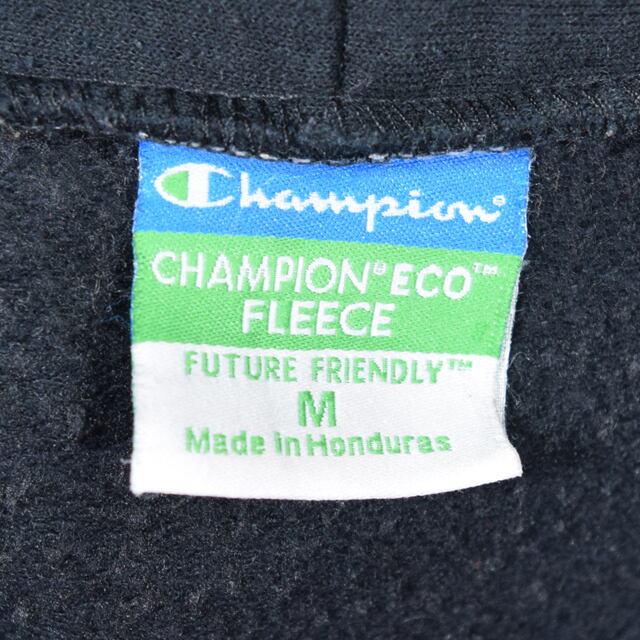 Champion®
CHAMPION® ECO™
FLEECE
FUTURE FRIENDLY™
M
Made in Honduras